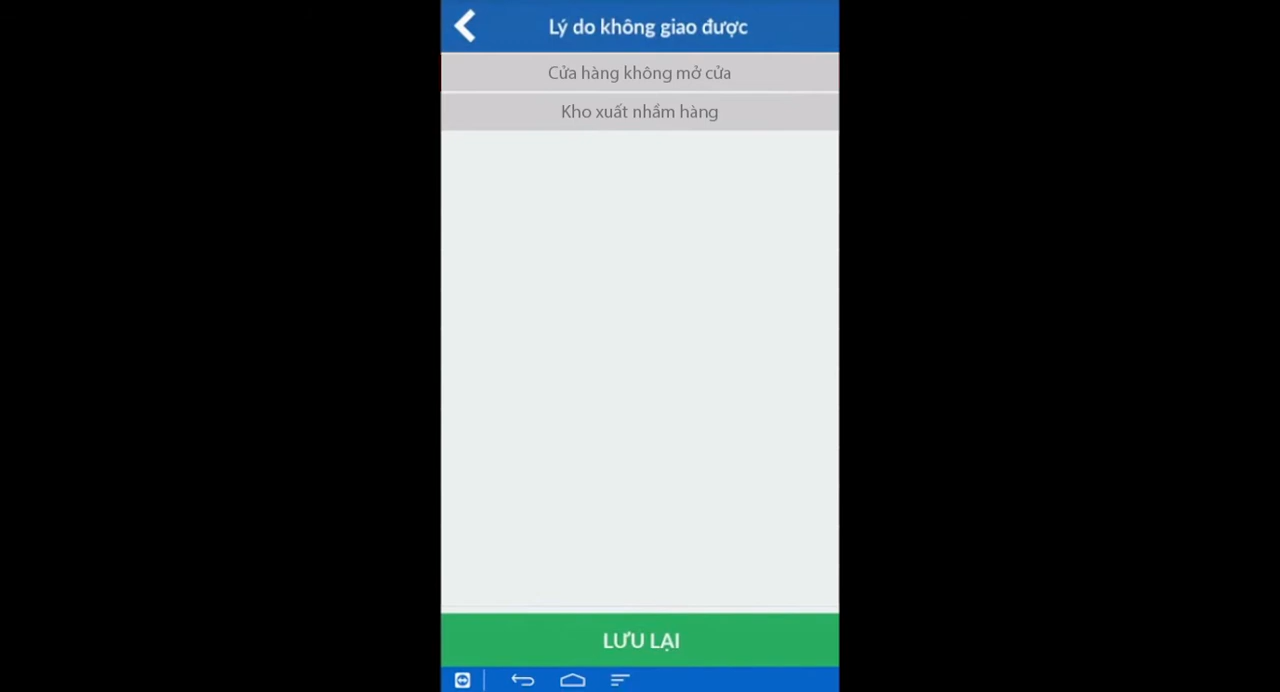 Lý do không giao được
Cửa hàng không mở cửa
Kho xuất nhầm hàng
LƯU LẠI